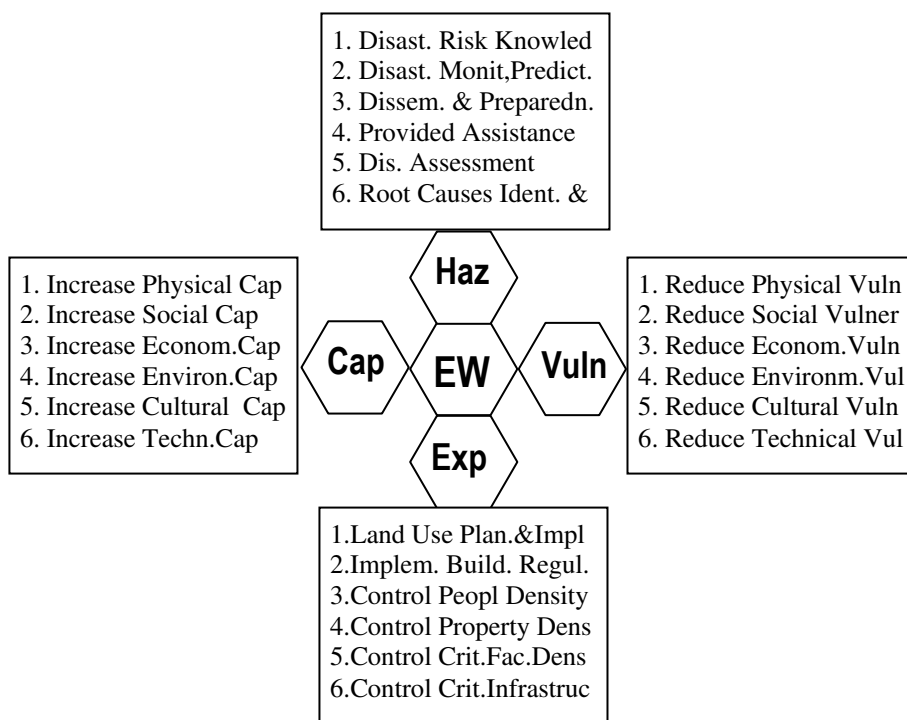 1. Disast. Risk Knowled
2. Disast. Monit,Predict.
3. Dissem. & Preparedn.
4. Provided Assistance
5. Dis. Assessment
6. Root Causes Ident. &
Haz
1. Increase Physical Cap
2. Increase Social Cap
3. Increase Econom.Cap
4. Increase Environ.Cap
5. Increase Cultural  Cap
6. Increase Techn.Cap
Cap
EW
Vuln
1. Reduce Physical Vuln
2. Reduce Social Vulner
3. Reduce Econom.Vuln
4. Reduce Environm.Vul
5. Reduce Cultural Vuln
6. Reduce Technical Vul
Exp
1.Land Use Plan.&Impl
2.Implem. Build. Regul.
3.Control Peopl Density
4.Control Property Dens
5.Control Crit.Fac.Dens
6.Control Crit.Infrastruc